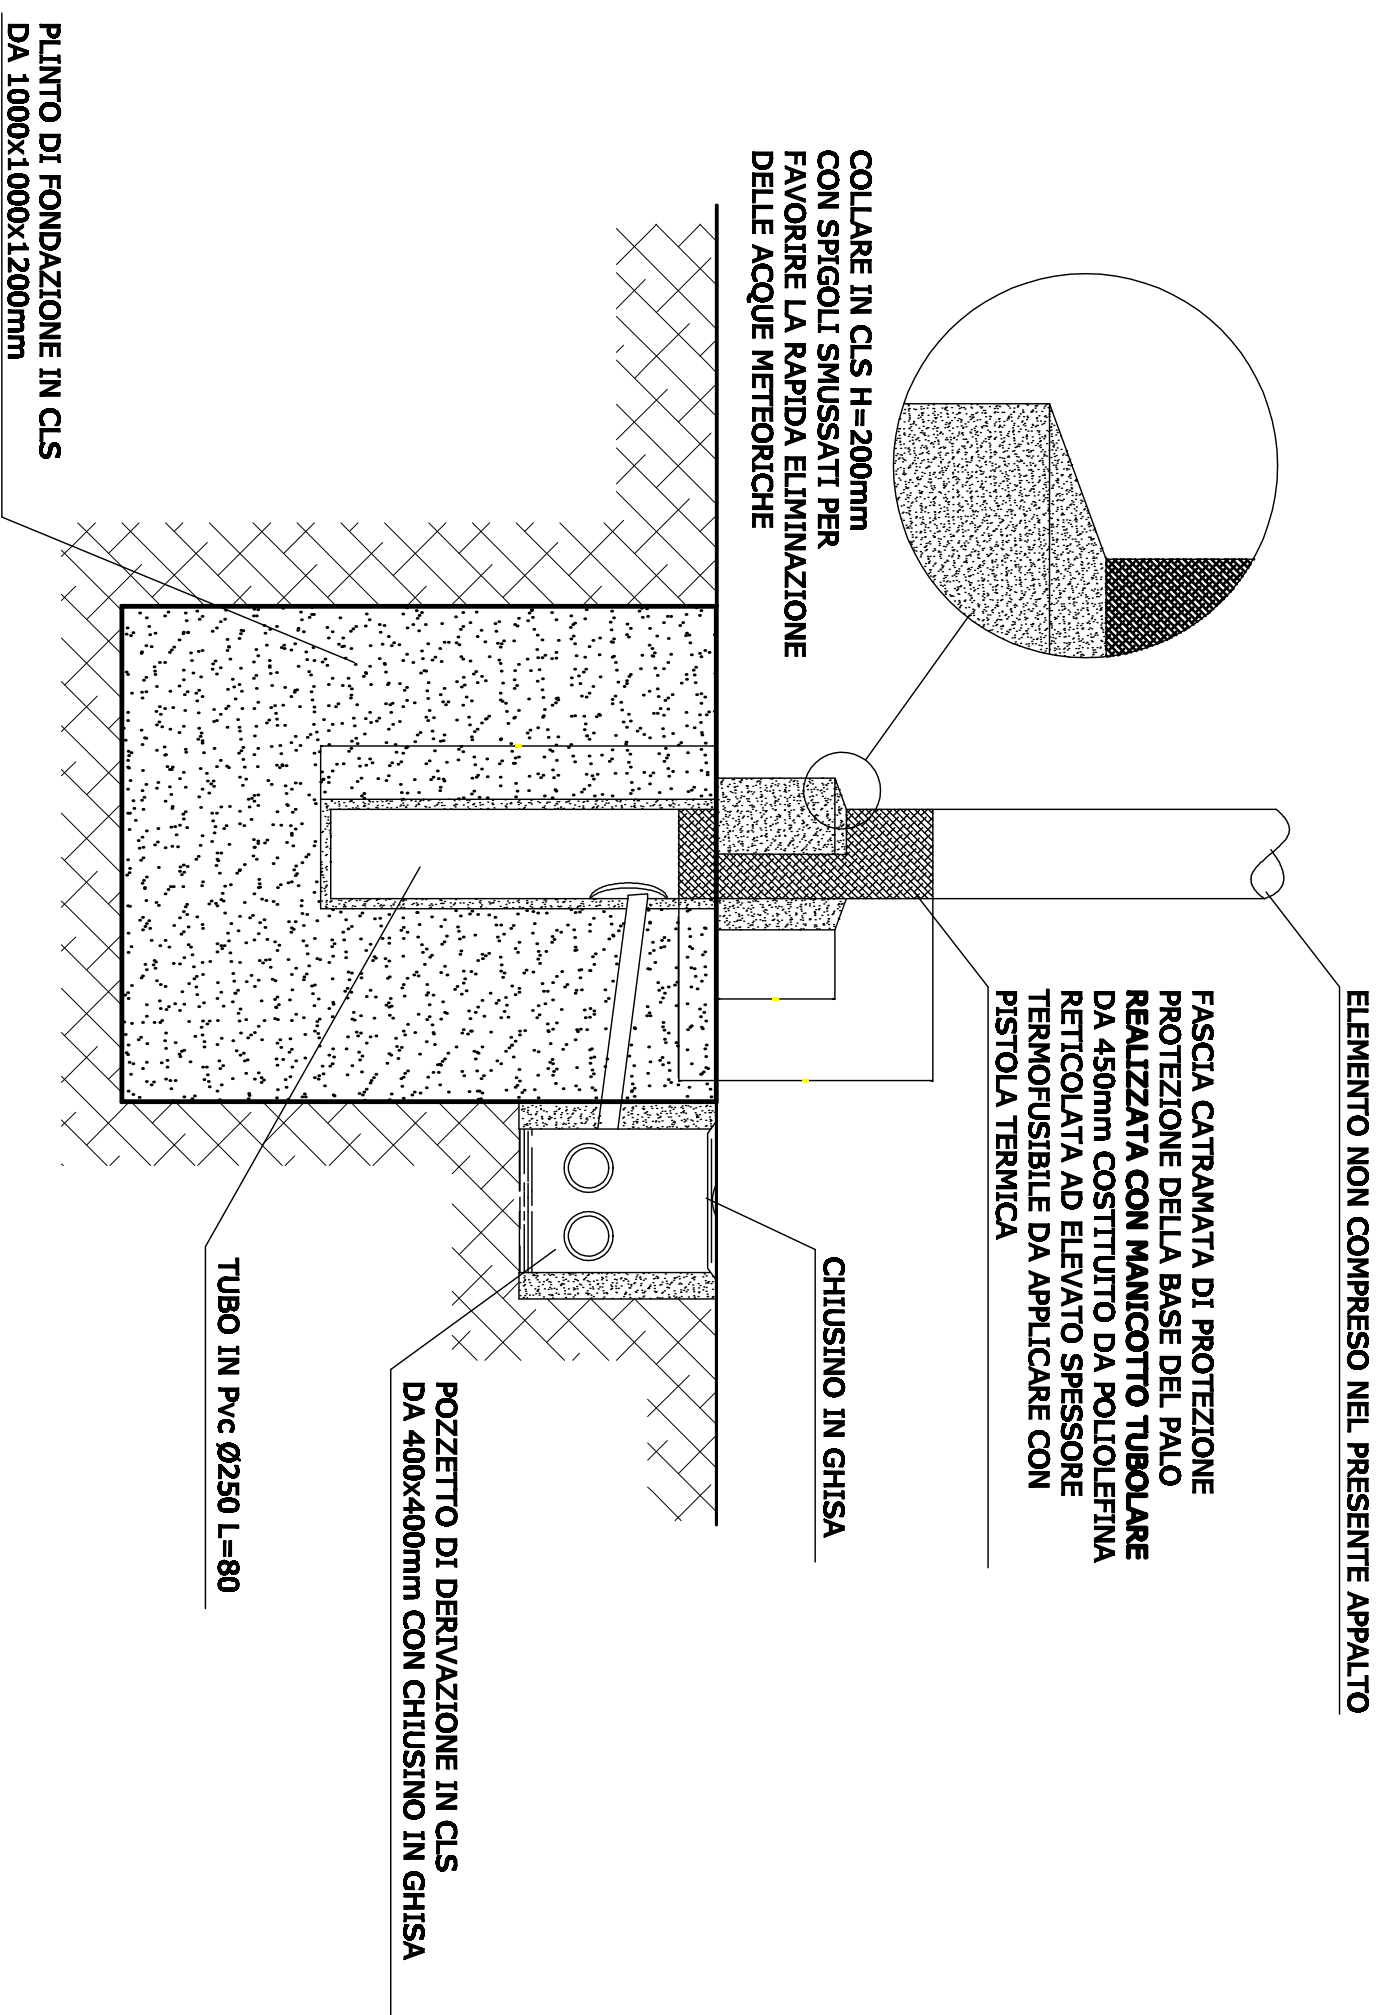 ELEMENTO NON COMPRESO NEL PRESENTE APPALTO
FASCIA CATRAMATA DI PROTEZIONE
PROTEZIONE DELLA BASE DEL PALO
REALIZZATA CON MANICOTTO TUBOLARE
DA 450mm COSTITUITO DA POLIOLEFINA
RETICOLATA AD ELEVATO SPESSORE
TERMOFUSIBILE DA APPLICARE CON
PISTOLA TERMICA
COLLARE IN CLS H=200mm
CON SPIGOLI SMUSSATI PER
FAVORIRE LA RAPIDA ELIMINAZIONE
DELLE ACQUE METEORICHE
CHIUSINO IN GHISA
POZZETTO DI DERIVAZIONE IN CLS
DA 400x400mm CON CHIUSINO IN GHISA
TUBO IN Pvc Ø250 L=80
PLINTO DI FONDAZIONE IN CLS
DA 1000x1000x1200mm